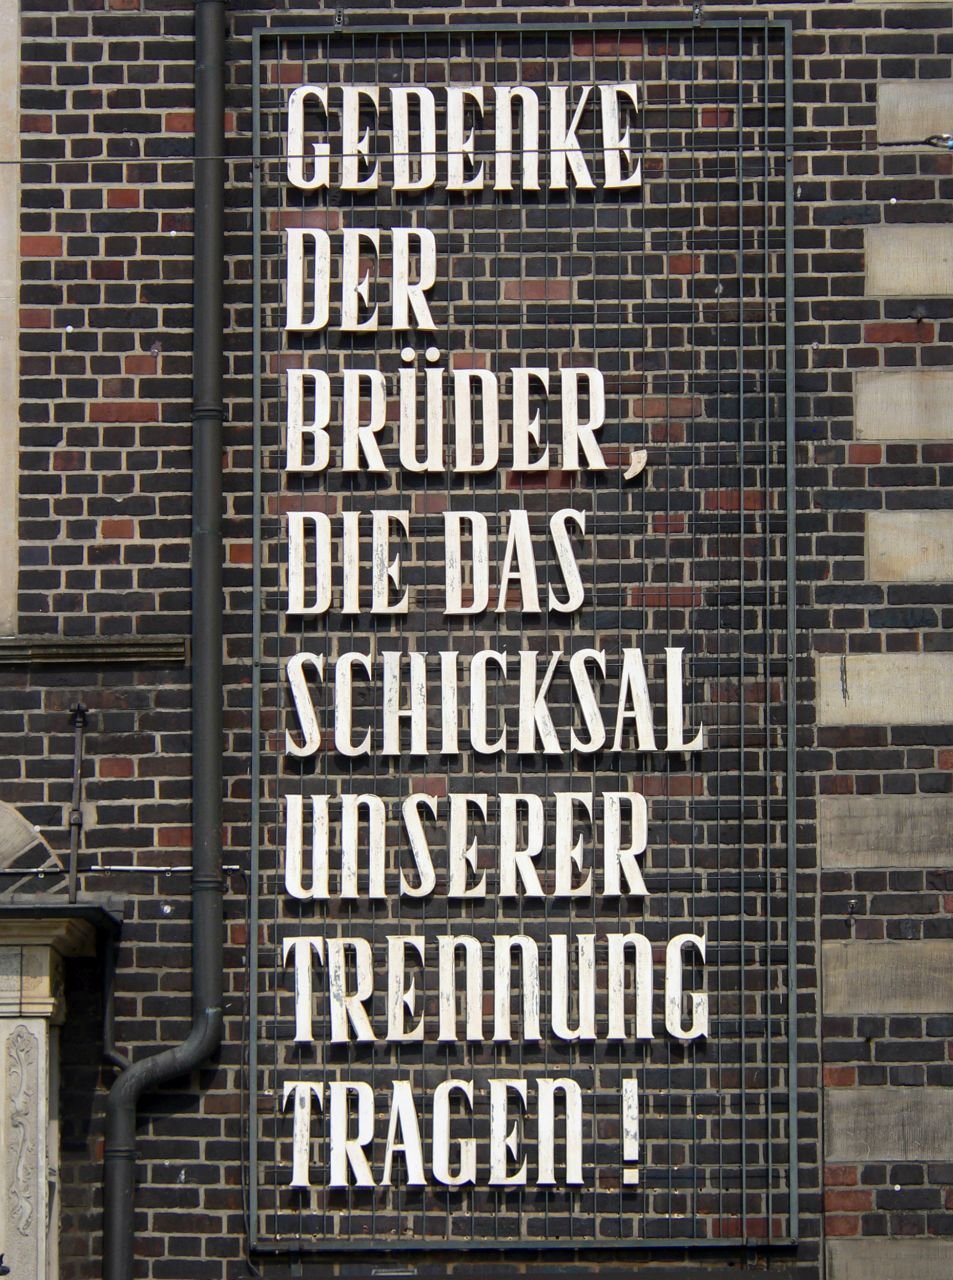 GEDENKE
DER
BRÜDER,
DIE DAS
SCHICKSAL
UNSERER
TRENNUNG
TRAGEN !